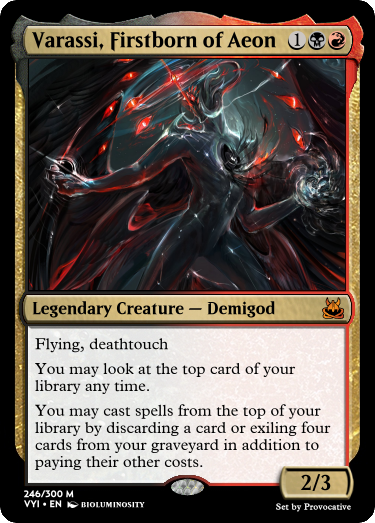 Varassi, Firstborn of Aeon 1
Legendary Creature — Demigod
Flying, deathtouch
You may look at the top card of your
library any time.
You may cast spells from the top of your
library by discarding a card or exiling four
cards from your graveyard in addition to
paying their other costs.
2/3
246/300 M
VYI • EN BIOLUMINOSITY
Set by Provocative